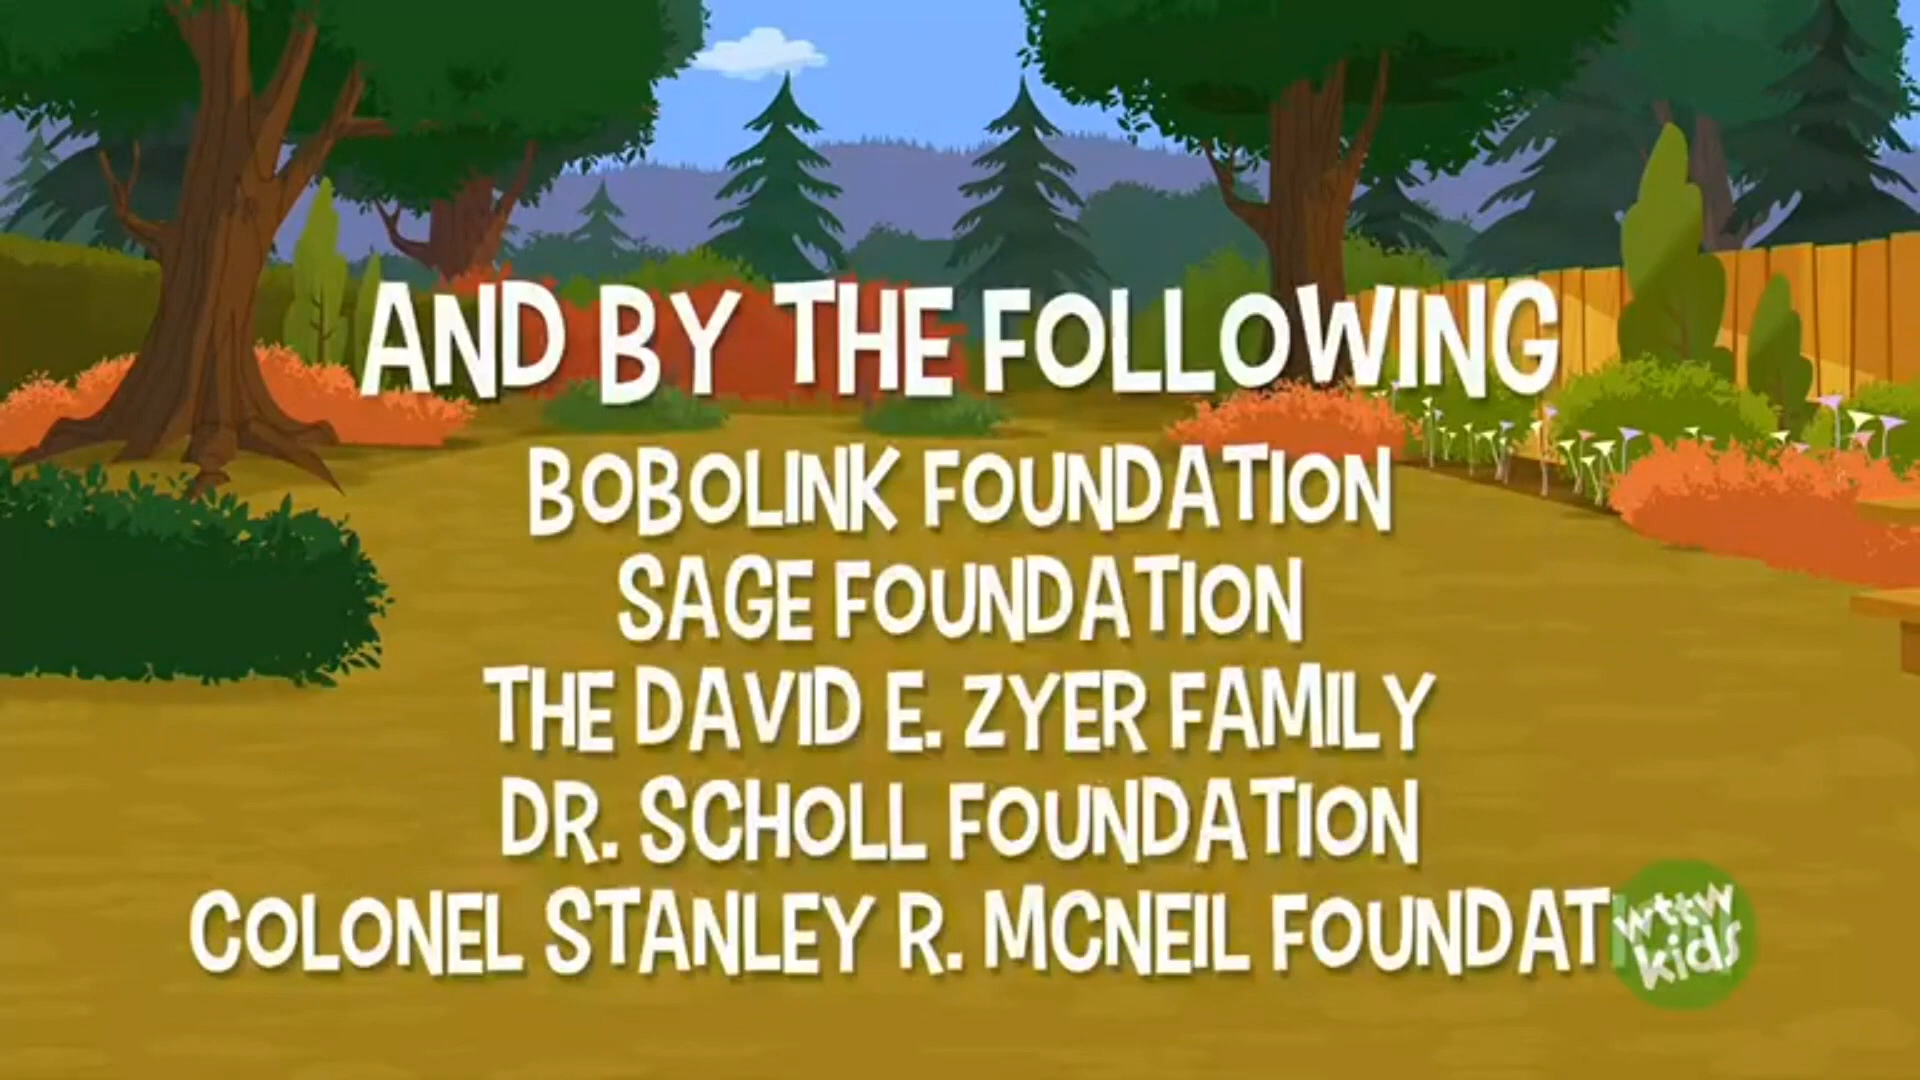 AND BY THE FOLLOWING
BOBOLINK FOUNDATION
SAGE FOUNDATION
THE DAVID E. ZYER FAMILY
DR. SCHOLL FOUNDATION
COLONEL STANLEY R. MCNEIL
wttw
kids